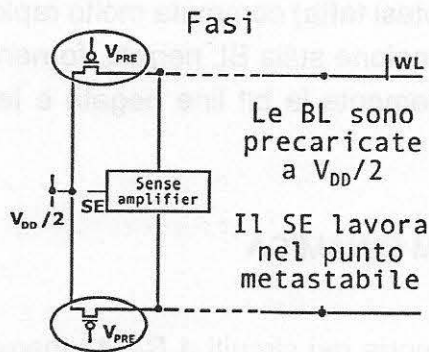 Fasi
V_PRE
WL
Le BL sono
precaricate
a V_DD/2
Sense
amplifier
SE
V_DD/2
Il SE lavora
nel punto
metastabile
V_PRE